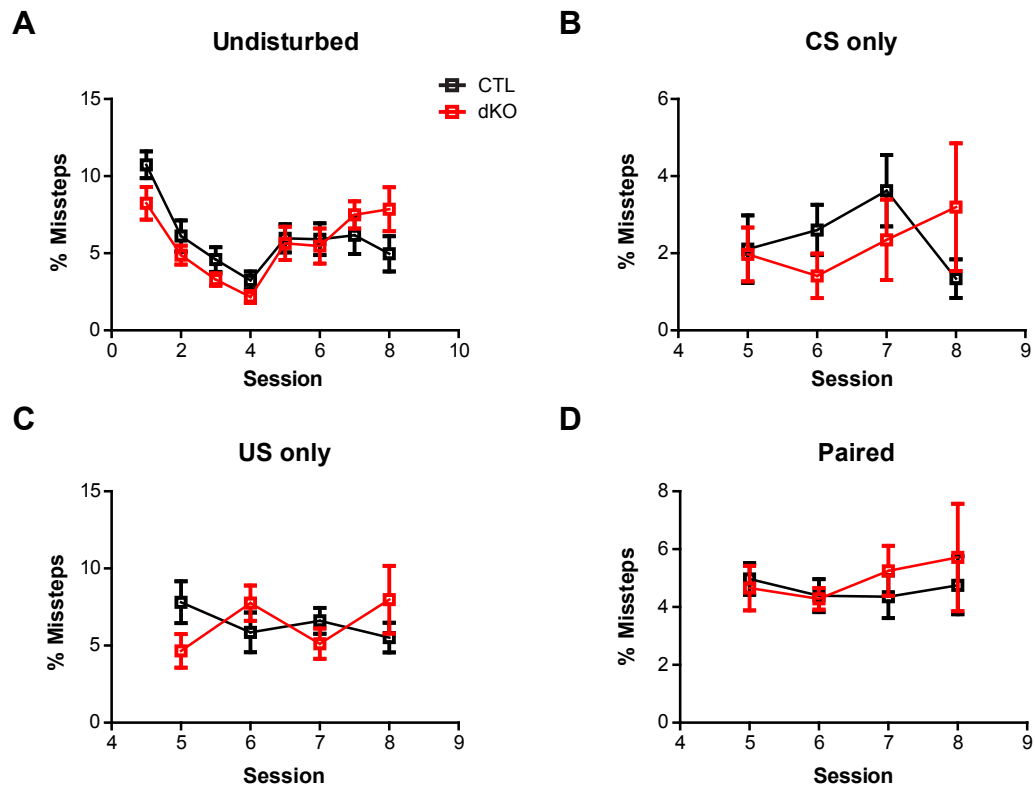 A
Undisturbed
CTL
dKO
% Missteps
15
10
5
0
0 2 4 6 8 10
Session
B
CS only
% Missteps
6
4
2
0
4 5 6 7 8 9
Session
C
US only
% Missteps
15
10
5
0
4 5 6 7 8 9
Session
D
Paired
% Missteps
8
6
4
2
0
4 5 6 7 8 9
Session